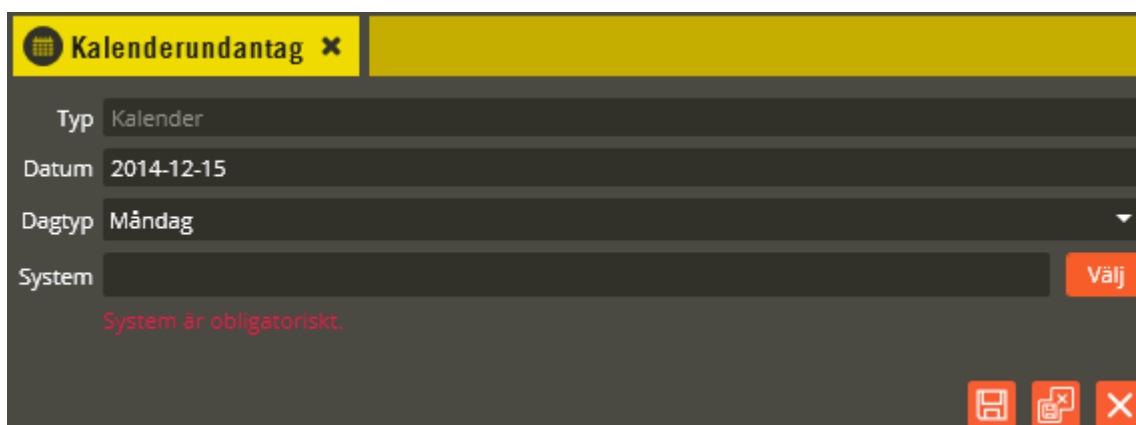 Kalenderundantag
Typ Kalender
Datum 2014-12-15
Dagtyp Måndag
System Välj
System är obligatoriskt.